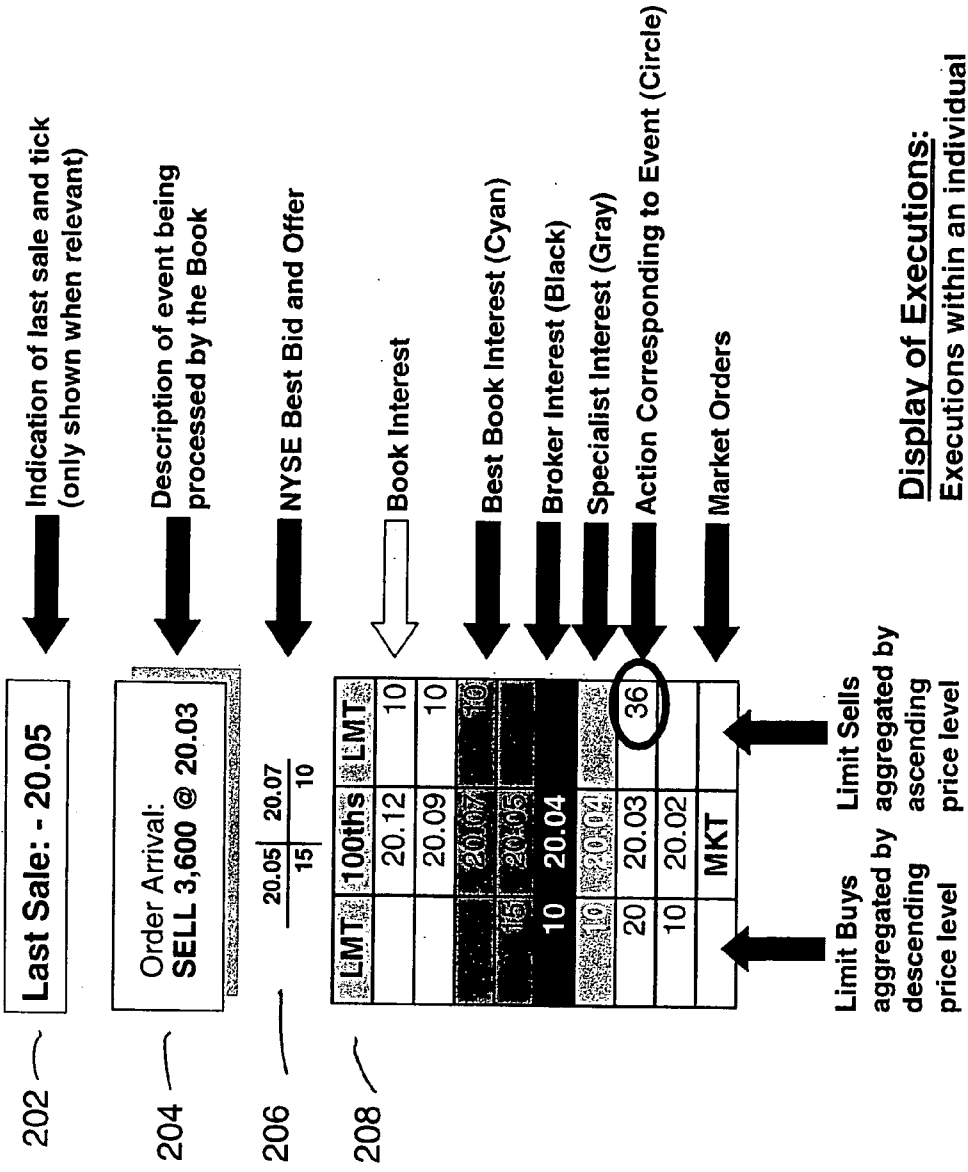 202
Last Sale: - 20.05
Indication of last sale and tick
(only shown when relevant)
204
Order Arrival:
SELL 3,600 @ 20.03
Description of event being
processed by the Book
206
20.05 20.07
15 10
NYSE Best Bid and Offer
208
LMT 100ths LMT
20.12 10
20.09 10
20.07 10
15 20.05
10 20.04
10 20.04
20 20.03 36
10 20.02
MKT
Book Interest
Best Book Interest (Cyan)
Broker Interest (Black)
Specialist Interest (Gray)
Action Corresponding to Event (Circle)
Market Orders
Limit Buys
aggregated by
descending
price level
Limit Sells
aggregated by
ascending
price level
Display of Executions:
Executions within an individual